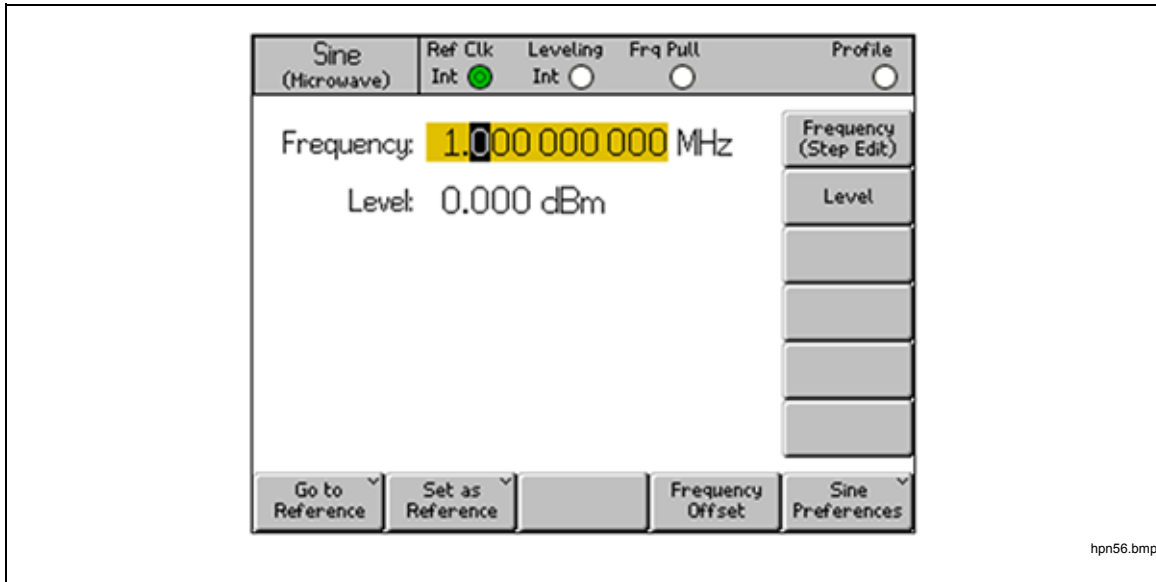 Sine
(Microwave)
Ref Clk Leveling Frq Pull Profile
Int Int
Frequency: 1.000 000 000 MHz
Frequency
(Step Edit)
Level: 0.000 dBm
Level
Go to
Reference
Set as
Reference
Frequency
Offset
Sine
Preferences
hpn56.bmp